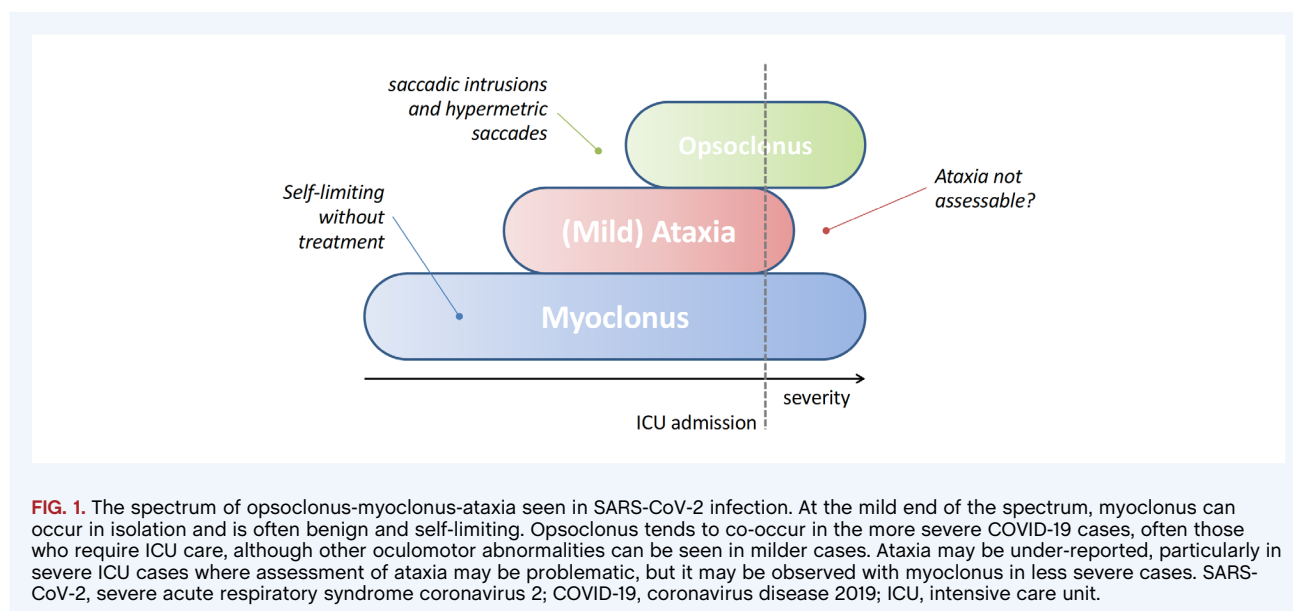 saccadic intrusions
and hypermetric
saccades
Opsoclonus
Self-limiting
without
treatment
(Mild) Ataxia
Ataxia not
assessable?
Myoclonus
severity
ICU admission
FIG. 1. The spectrum of opsoclonus-myoclonus-ataxia seen in SARS-CoV-2 infection. At the mild end of the spectrum, myoclonus can
occur in isolation and is often benign and self-limiting. Opsoclonus tends to co-occur in the more severe COVID-19 cases, often those
who require ICU care, although other oculomotor abnormalities can be seen in milder cases. Ataxia may be under-reported, particularly in
severe ICU cases where assessment of ataxia may be problematic, but it may be observed with myoclonus in less severe cases. SARS-
CoV-2, severe acute respiratory syndrome coronavirus 2; COVID-19, coronavirus disease 2019; ICU, intensive care unit.